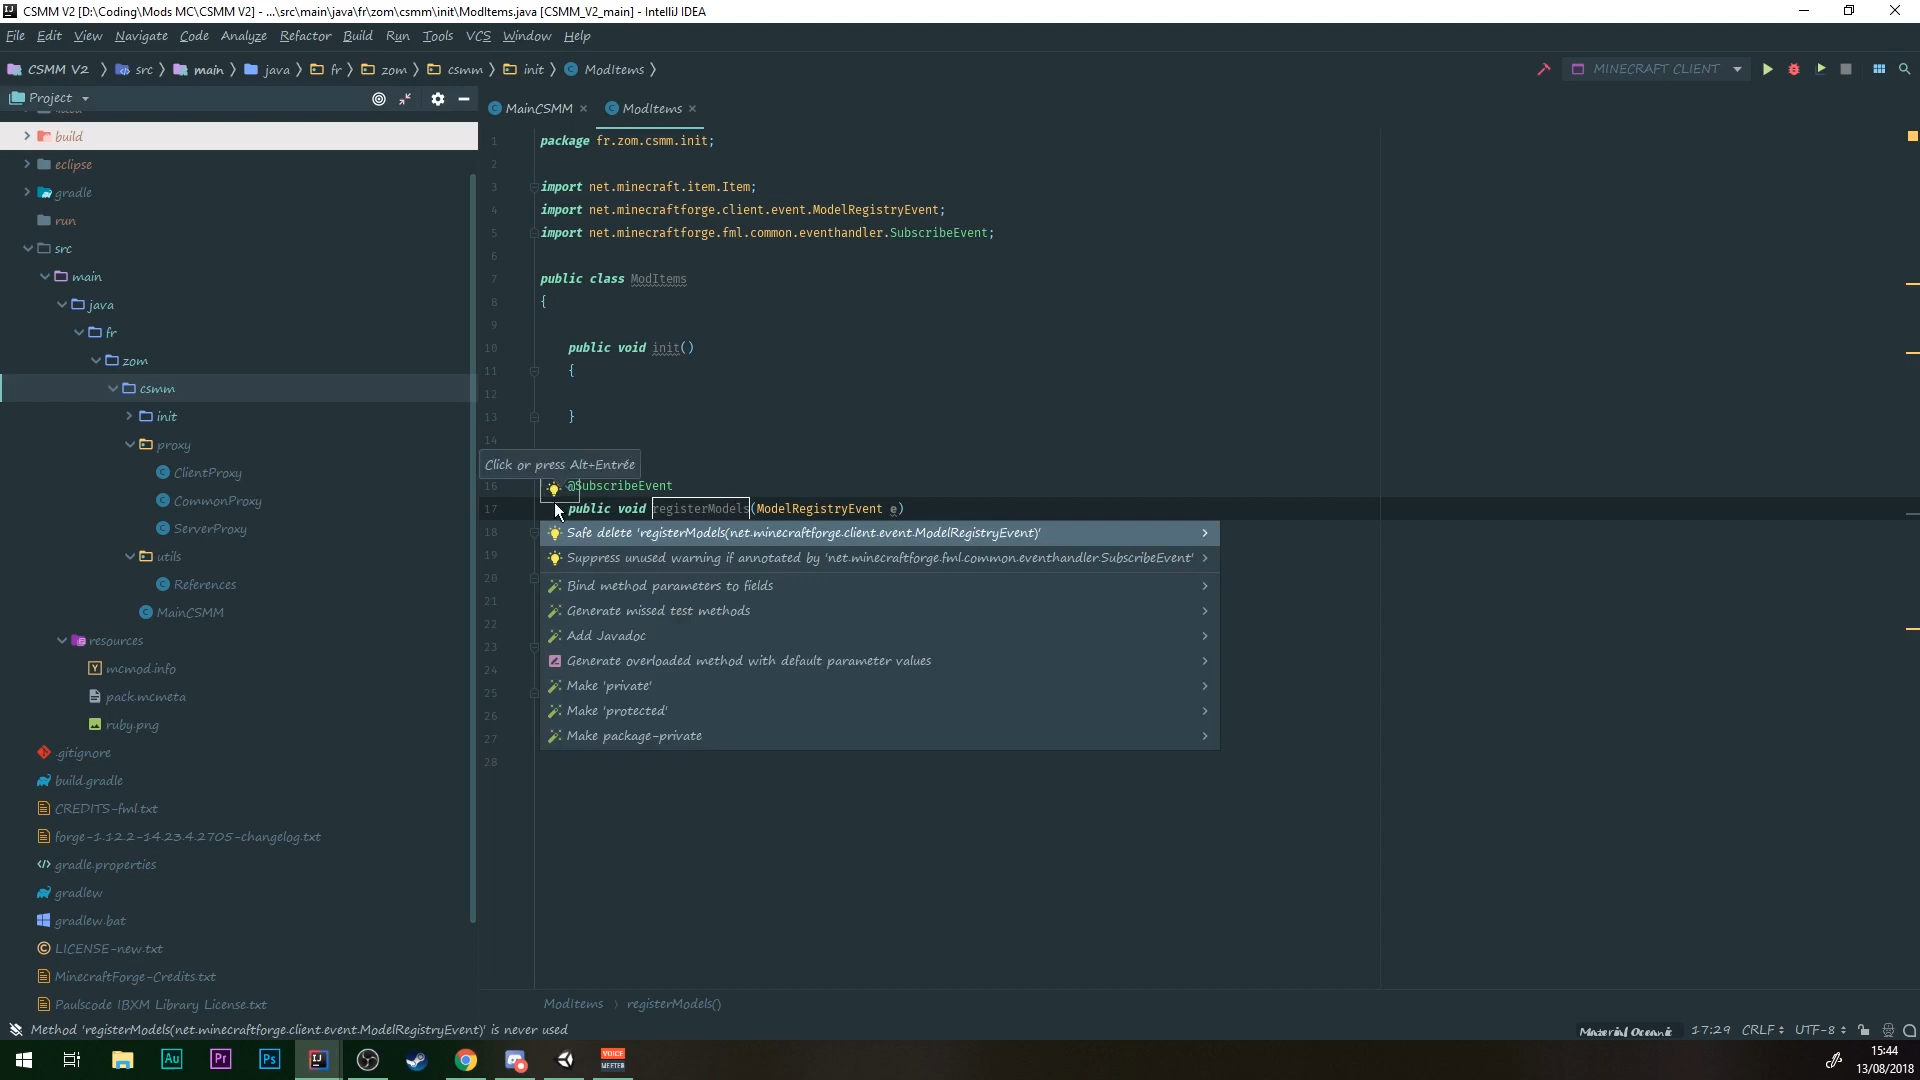 CSMM V2 [D:\Coding\Mods MC\CSMM V2] - ...\src\main\java\fr\zom\csmm\init\ModItems.java [CSMM_V2_main] - IntelliJ IDEA
File Edit View Navigate Code Analyze Refactor Build Run Tools VCS Window Help
CSMM V2 src main java fr zom csmm init ModItems
MINECRAFT CLIENT
Project
build
eclipse
gradle
run
src
main
java
fr
zom
csmm
init
proxy
ClientProxy
CommonProxy
ServerProxy
utils
References
MainCSMM
resources
mcmod.info
pack.mcmeta
ruby.png
.gitignore
build.gradle
CREDITS-fml.txt
forge-1.12.2-14.23.4.2705-changelog.txt
gradle.properties
gradlew
gradlew.bat
LICENSE-new.txt
MinecraftForge-Credits.txt
Paulscode IBXM Library License.txt
MainCSMM ModItems
1 package fr.zom.csmm.init;
2
3 import net.minecraft.item.Item;
4 import net.minecraftforge.client.event.ModelRegistryEvent;
5 import net.minecraftforge.fml.common.eventhandler.SubscribeEvent;
6
7 public class ModItems
8 {
9
10 public void init()
11 {
12
13 }
14
Click or press Alt+Entrée
16 @SubscribeEvent
17 public void registerModels(ModelRegistryEvent e)
18
19
20
21
22
23
24
25
26
27
28
Safe delete 'registerModels(net.minecraftforge.client.event.ModelRegistryEvent)'
Suppress unused warning if annotated by 'net.minecraftforge.fml.common.eventhandler.SubscribeEvent'
Bind method parameters to fields
Generate missed test methods
Add Javadoc
Generate overloaded method with default parameter values
Make 'private'
Make 'protected'
Make package-private
ModItems registerModels()
Method 'registerModels(net.minecraftforge.client.event.ModelRegistryEvent)' is never used
Material Oceanic 17:29 CRLF UTF-8
Au Pr Ps IJ VOICE MEETER
15:44
13/08/2018